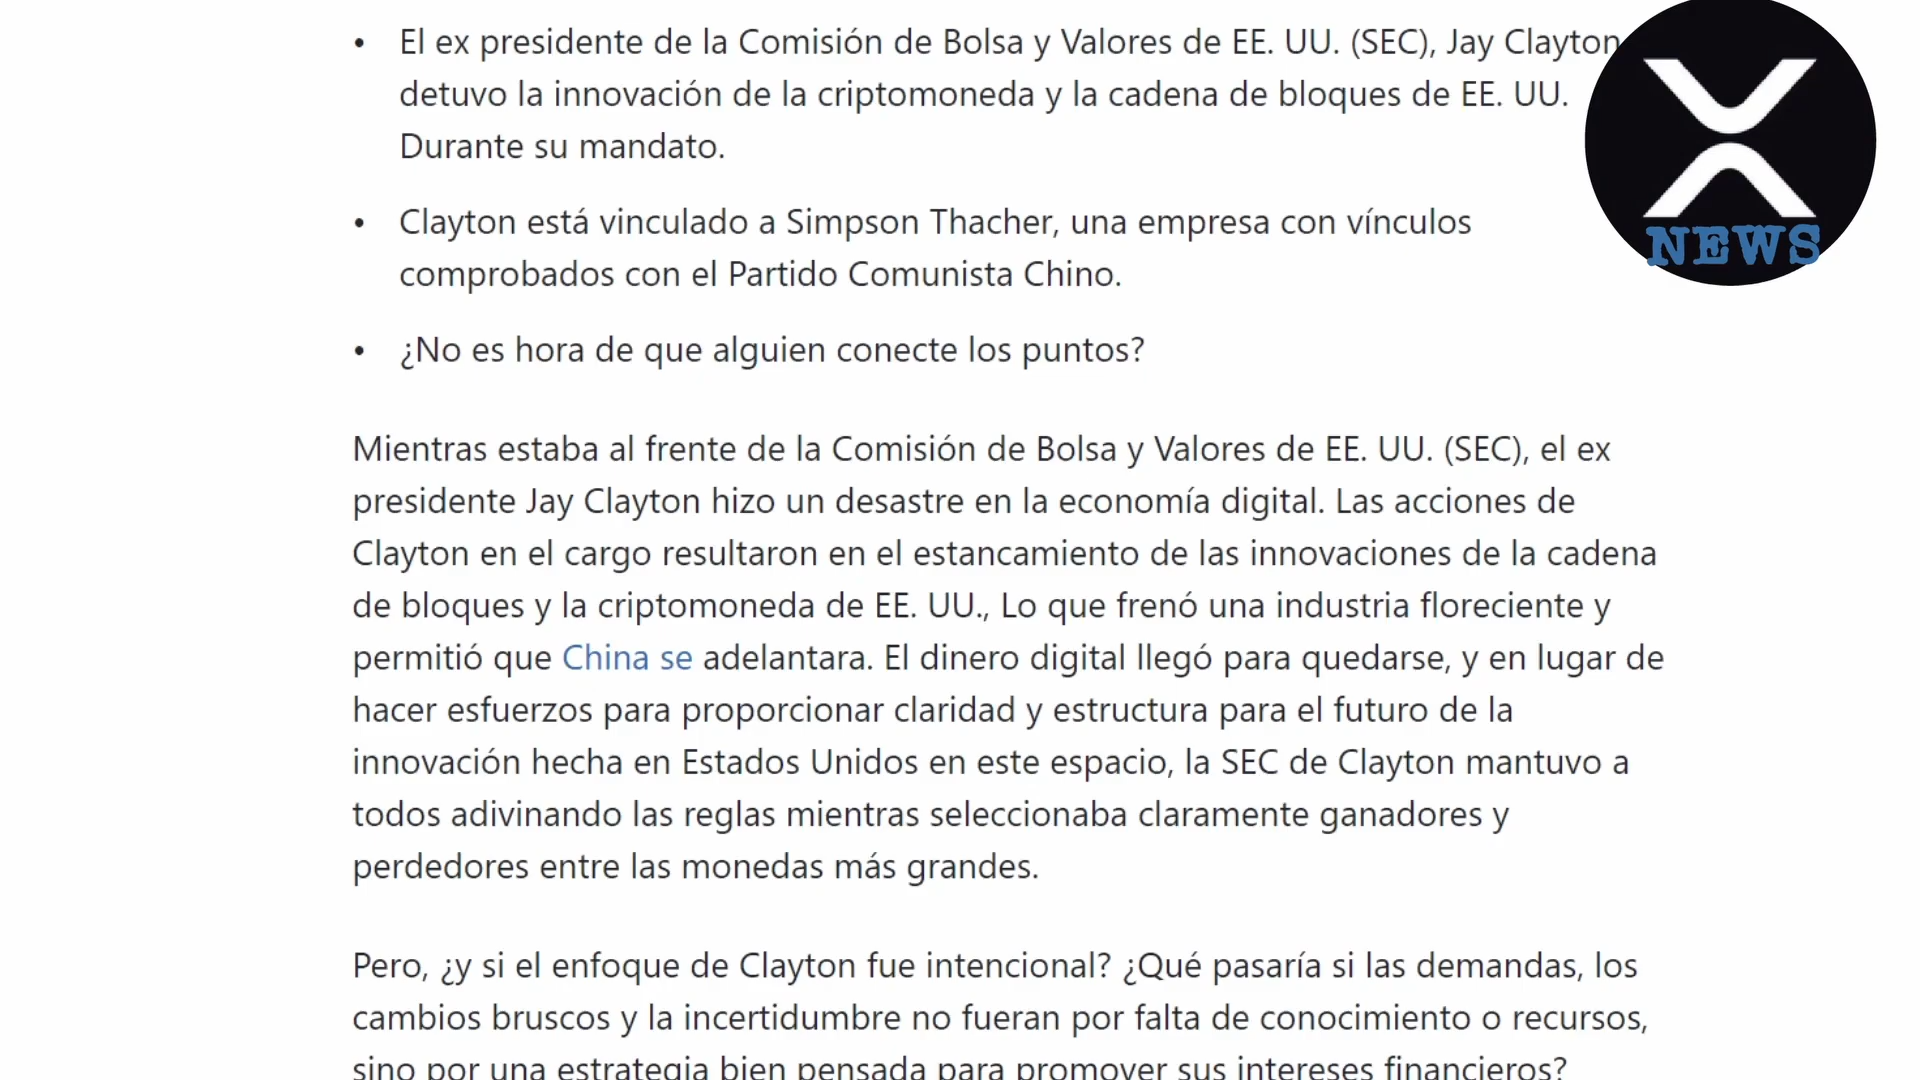 • El ex presidente de la Comisión de Bolsa y Valores de EE. UU. (SEC), Jay Clayton
detuvo la innovación de la criptomoneda y la cadena de bloques de EE. UU.
Durante su mandato.
• Clayton está vinculado a Simpson Thacher, una empresa con vínculos
comprobados con el Partido Comunista Chino.
• ¿No es hora de que alguien conecte los puntos?
Mientras estaba al frente de la Comisión de Bolsa y Valores de EE. UU. (SEC), el ex
presidente Jay Clayton hizo un desastre en la economía digital. Las acciones de
Clayton en el cargo resultaron en el estancamiento de las innovaciones de la cadena
de bloques y la criptomoneda de EE. UU., Lo que frenó una industria floreciente y
permitió que China se adelantara. El dinero digital llegó para quedarse, y en lugar de
hacer esfuerzos para proporcionar claridad y estructura para el futuro de la
innovación hecha en Estados Unidos en este espacio, la SEC de Clayton mantuvo a
todos adivinando las reglas mientras seleccionaba claramente ganadores y
perdedores entre las monedas más grandes.
Pero, ¿y si el enfoque de Clayton fue intencional? ¿Qué pasaría si las demandas, los
cambios bruscos y la incertidumbre no fueran por falta de conocimiento o recursos,
sino por una estrategia bien pensada para promover sus intereses financieros?
NEWS